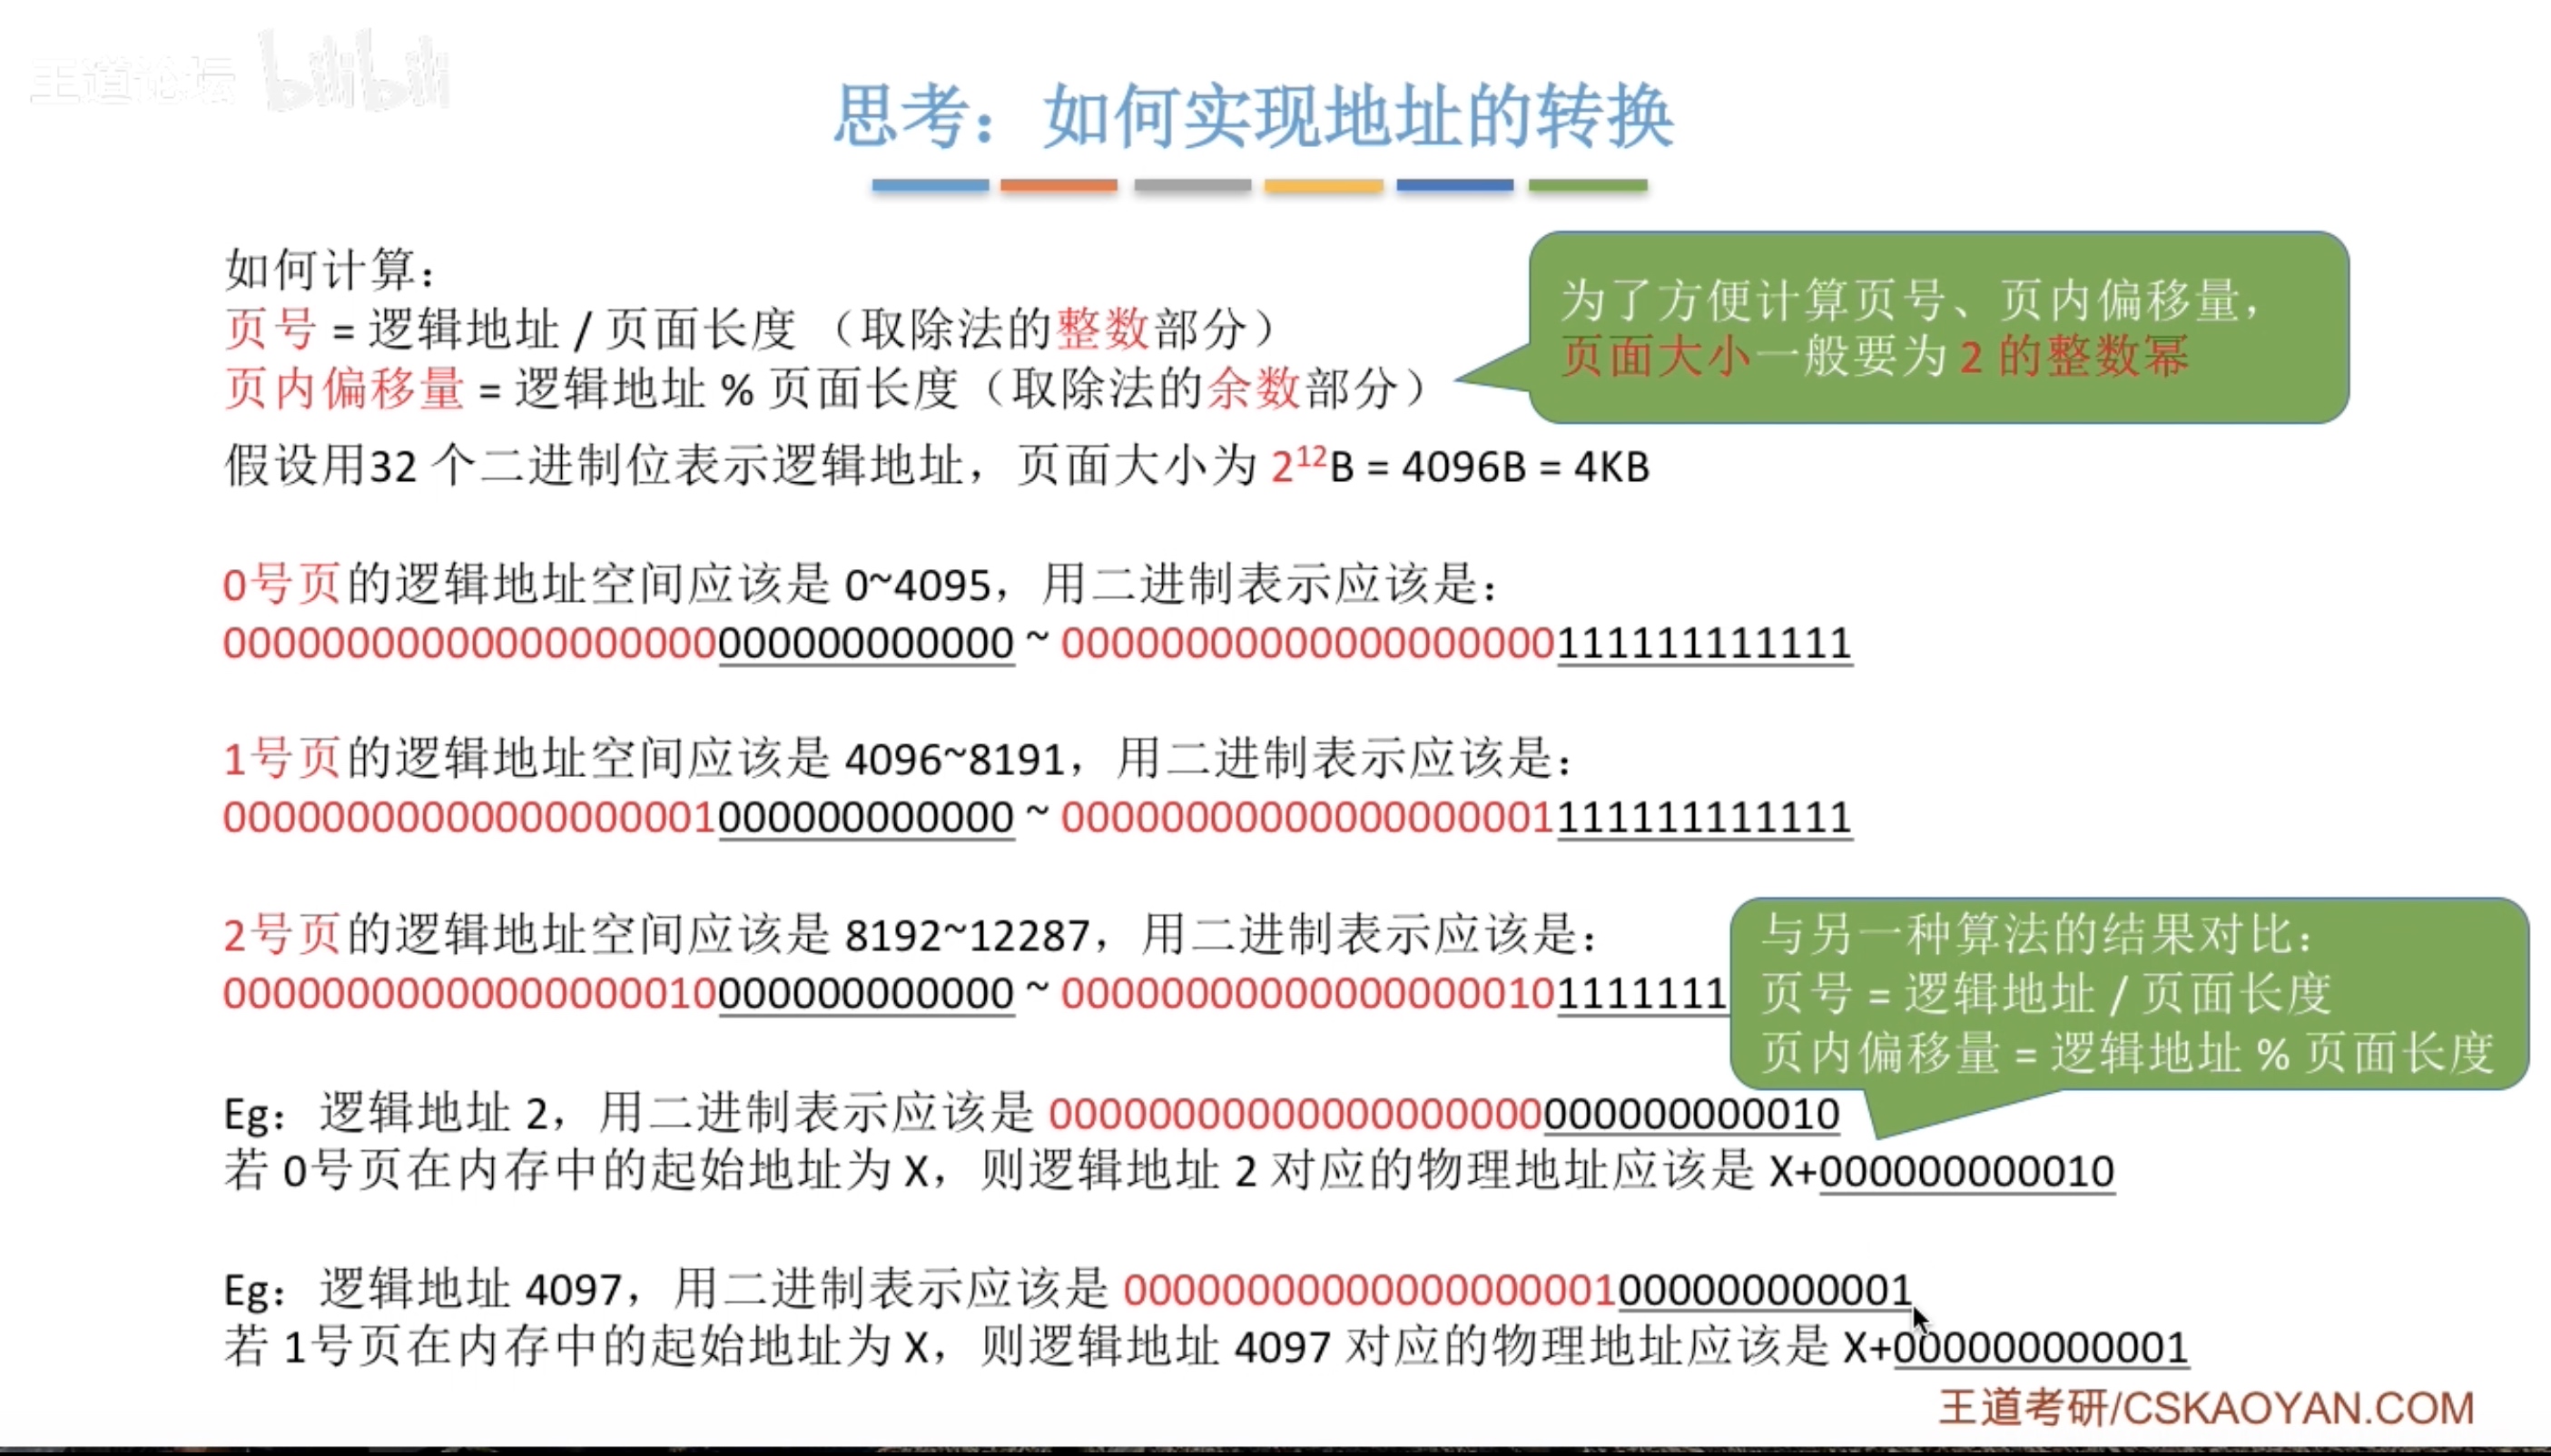 王道论坛 bilibili
思考：如何实现地址的转换
如何计算：
页号 = 逻辑地址 / 页面长度 （取除法的整数部分）
页内偏移量 = 逻辑地址 % 页面长度（取除法的余数部分）
为了方便计算页号、页内偏移量，
页面大小一般要为 2 的整数幂
假设用32 个二进制位表示逻辑地址，页面大小为 2¹²B = 4096B = 4KB
0号页的逻辑地址空间应该是 0~4095，用二进制表示应该是：
00000000000000000000000000000000 ~ 00000000000000000000111111111111
1号页的逻辑地址空间应该是 4096~8191，用二进制表示应该是：
00000000000000000001000000000000 ~ 00000000000000000001111111111111
2号页的逻辑地址空间应该是 8192~12287，用二进制表示应该是：
00000000000000000010000000000000 ~ 000000000000000000101111111
与另一种算法的结果对比：
页号 = 逻辑地址 / 页面长度
页内偏移量 = 逻辑地址 % 页面长度
Eg：逻辑地址 2，用二进制表示应该是 00000000000000000000000000000010
若 0号页在内存中的起始地址为 X，则逻辑地址 2 对应的物理地址应该是 X+000000000010
Eg：逻辑地址 4097，用二进制表示应该是 00000000000000000001000000000001
若 1号页在内存中的起始地址为 X，则逻辑地址 4097 对应的物理地址应该是 X+000000000001
王道考研/CSKAOYAN.COM